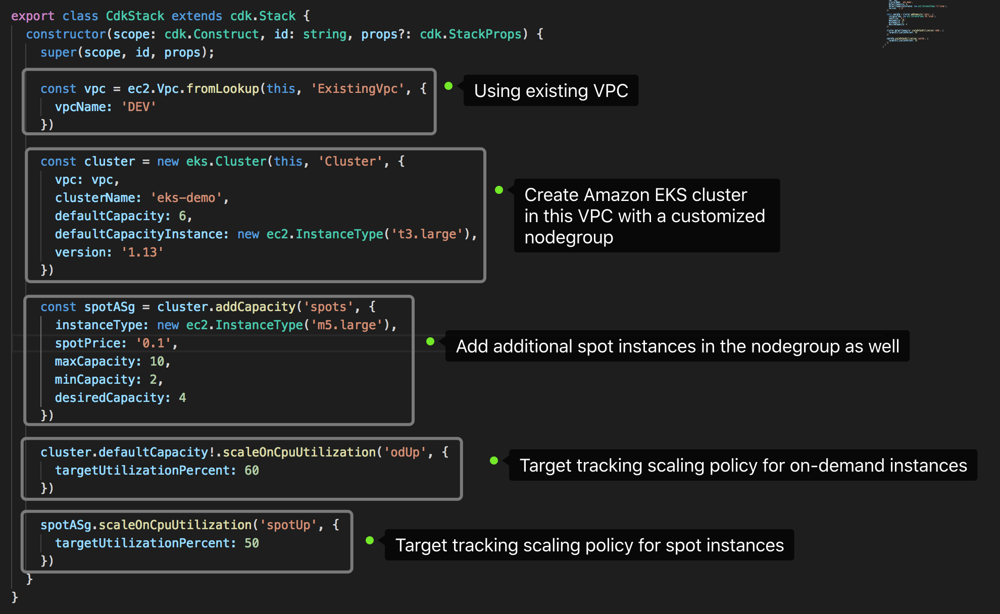 export class CdkStack extends cdk.Stack {
constructor(scope: cdk.Construct, id: string, props?: cdk.StackProps) {
super(scope, id, props);
const vpc = ec2.Vpc.fromLookup(this, 'ExistingVpc', {
vpcName: 'DEV'
})
Using existing VPC
const cluster = new eks.Cluster(this, 'Cluster', {
vpc: vpc,
clusterName: 'eks-demo',
defaultCapacity: 6,
defaultCapacityInstance: new ec2.InstanceType('t3.large'),
version: '1.13'
})
Create Amazon EKS cluster
in this VPC with a customized
nodegroup
const spotASg = cluster.addCapacity('spots', {
instanceType: new ec2.InstanceType('m5.large'),
spotPrice: '0.1',
maxCapacity: 10,
minCapacity: 2,
desiredCapacity: 4
})
Add additional spot instances in the nodegroup as well
cluster.defaultCapacity!.scaleOnCpuUtilization('odUp', {
targetUtilizationPercent: 60
})
Target tracking scaling policy for on-demand instances
spotASg.scaleOnCpuUtilization('spotUp', {
targetUtilizationPercent: 50
})
Target tracking scaling policy for spot instances
}
}